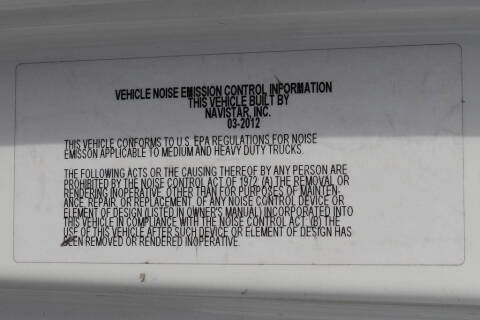 VEHICLE NOISE EMISSION CONTROL INFORMATION
THIS VEHICLE BUILT BY
NAVISTAR, INC.
03-2012
THIS VEHICLE CONFORMS TO U.S. EPA REGULATIONS FOR NOISE
EMISSON APPLICABLE TO MEDIUM AND HEAVY DUTY TRUCKS.
THE FOLLOWING ACTS OR THE CAUSING THEREOF BY ANY PERSON ARE
PROHIBITED BY THE NOISE CONTROL ACT OF 1972: (A) THE REMOVAL OR
RENDERING INOPERATIVE, OTHER THAN FOR PURPOSES OF MAINTEN-
ANCE, REPAIR, OR REPLACEMENT, OF ANY NOISE CONTROL DEVICE OR
ELEMENT OF DESIGN (LISTED IN OWNER'S MANUAL) INCORPORATED INTO
THIS VEHICLE IN COMPLIANCE WITH THE NOISE CONTROL ACT, (B) THE
USE OF THIS VEHICLE AFTER SUCH DEVICE OR ELEMENT OF DESIGN HAS
BEEN REMOVED OR RENDERED INOPERATIVE.